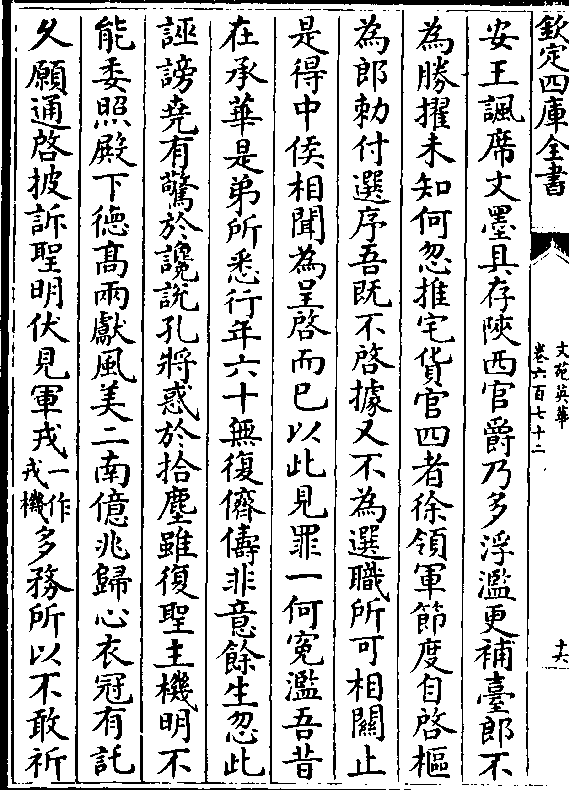 欽定四庫全書
文苑英華
卷六百七十二
十六
安王諷席文墨具存陜西官爵乃多浮濫更補臺郎不
為勝擢未知何忽推宅貨官四者徐領軍節度自啓樞
為郎勅付選序吾既不啓據又不為選職所可相關止
是得中侯相聞為呈啓而已以此見罪一何寃濫吾昔
在承華是弟所悉行年六十無復儕儔非意餘生忽此
誣謗堯有驚於讒說孔將惑於拾塵雖復聖主機明不
能委照殿下德髙兩獻風美二南億兆歸心衣冠有託
久願通啓披訴聖明伏見軍戎一作戎機多務所以不敢祈